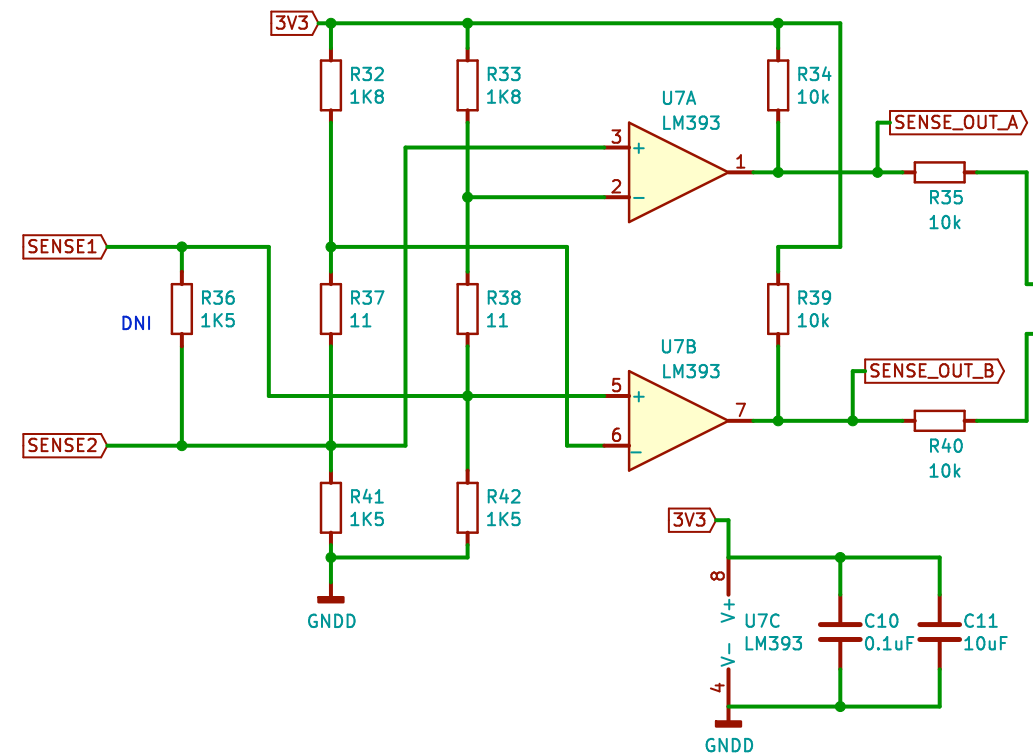 3V3
R32
1K8
R33
1K8
R34
10k
U7A
LM393
SENSE_OUT_A
3
+
1
2
−
R35
10k
SENSE1
R36
1K5
DNI
R37
11
R38
11
R39
10k
U7B
LM393
SENSE_OUT_B
5
+
7
6
−
SENSE2
R40
10k
R41
1K5
R42
1K5
GNDD
3V3
8
V+
U7C
LM393
V-
4
C10
0.1uF
C11
10uF
GNDD